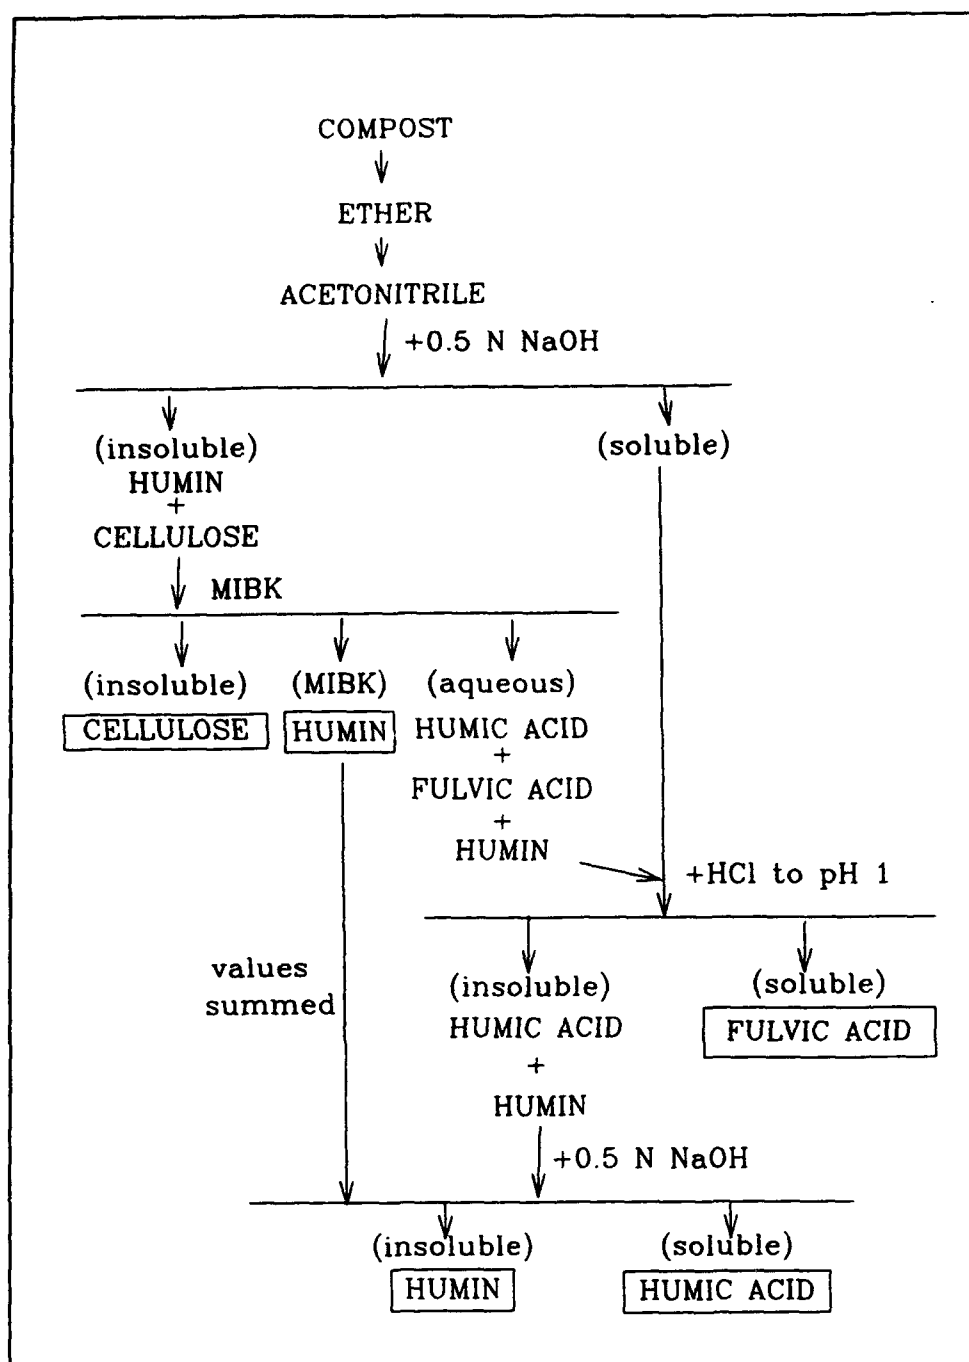 COMPOST
ETHER
ACETONITRILE
+0.5 N NaOH
(insoluble)
HUMIN
+
CELLULOSE
(soluble)
MIBK
(insoluble)
CELLULOSE
(MIBK)
HUMIN
(aqueous)
HUMIC ACID
+
FULVIC ACID
+
HUMIN
+HCl to pH 1
values
summed
(insoluble)
HUMIC ACID
+
HUMIN
(soluble)
FULVIC ACID
+0.5 N NaOH
(insoluble)
HUMIN
(soluble)
HUMIC ACID